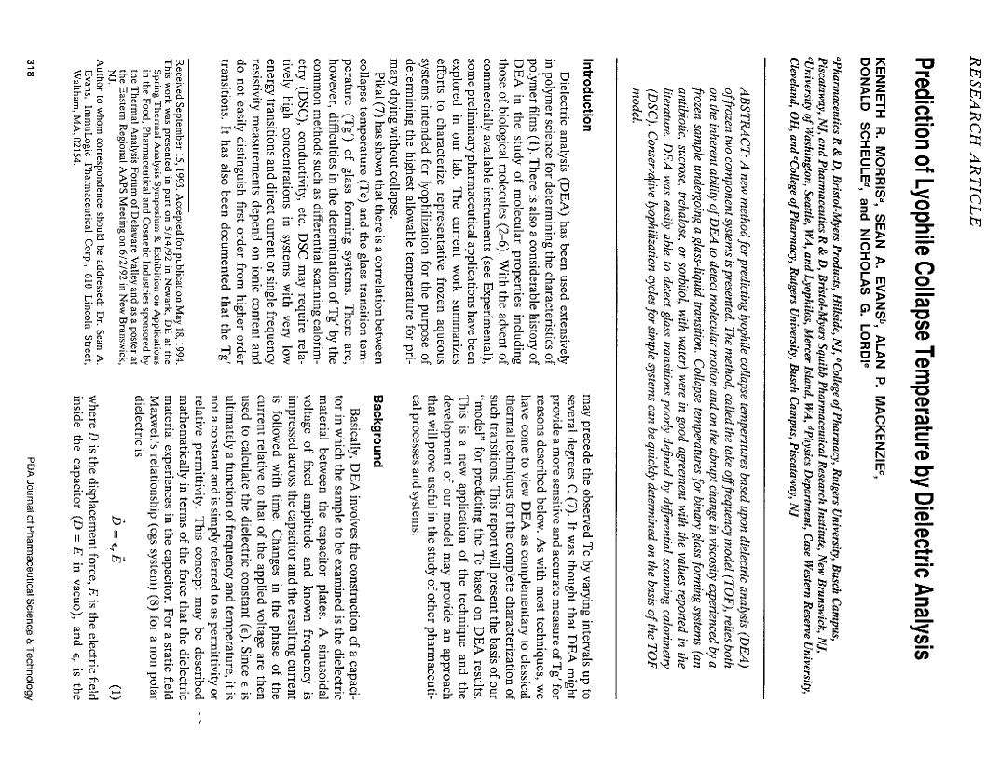 RESEARCH ARTICLE
Prediction of Lyophile Collapse Temperature by Dielectric Analysis
KENNETH R. MORRISᵃ, SEAN A. EVANSᵇ, ALAN P. MACKENZIEᶜ,
DONALD SCHEULEᵈ, and NICHOLAS G. LORDIᵉ
ᵃPharmaceutics R & D, Bristol-Myers Products, Hillside, NJ, ᵇCollege of Pharmacy, Rutgers University, Busch Campus,
Piscataway, NJ, and Pharmaceutics R & D, Bristol-Myers Squibb Pharmaceutical Research Institute, New Brunswick, NJ,
ᶜUniversity of Washington, Seattle, WA, and Lyophilos, Mercer Island, WA, ᵈPhysics Department, Case Western Reserve University,
Cleveland, OH, and ᵉCollege of Pharmacy, Rutgers University, Busch Campus, Piscataway, NJ
ABSTRACT: A new method for predicting lyophile collapse temperatures based upon dielectric analysis (DEA)
of frozen two component systems is presented. The method, called the take off frequency model (TOF), relies both
on the inherent ability of DEA to detect molecular motion and on the abrupt change in viscosity experienced by a
frozen sample undergoing a glass-liquid transition. Collapse temperatures for binary glass forming systems (an
antibiotic, sucrose, trehalose, or sorbitol, with water) were in good agreement with the values reported in the
literature. DEA was easily able to detect glass transitions poorly defined by differential scanning calorimetry
(DSC). Conservative lyophilization cycles for simple systems can be quickly determined on the basis of the TOF
model.
Introduction
Dielectric analysis (DEA) has been used extensively
in polymer science for determining the characteristics of
polymer films (1). There is also a considerable history of
DEA in the study of molecular properties including
those of biological molecules (2–6). With the advent of
commercially available instruments (see Experimental),
some preliminary pharmaceutical applications have been
explored in our lab. The current work summarizes
efforts to characterize representative frozen aqueous
systems intended for lyophilization for the purpose of
determining the highest allowable temperature for pri-
mary drying without collapse.
Pikal (7) has shown that there is a correlation between
collapse temperature (Tc) and the glass transition tem-
perature (Tg') of glass forming systems. There are,
however, difficulties in the determination of Tg' by the
common methods such as differential scanning calorim-
etry (DSC), conductivity, etc. DSC may require rela-
tively high concentrations in systems with very low
energy transitions and direct current or single frequency
resistivity measurements depend on ionic content and
do not easily distinguish first order from higher order
transitions. It has also been documented that the Tg'
Received September 15, 1993. Accepted for publication May 18, 1994.
This work was presented in part on 5/14/92 in Newark, DE at the
Spring Thermal Analysis Symposium & Exhibition on Applications
in the Food, Pharmaceutical and Cosmetic Industries sponsored by
the Thermal Analysis Forum of Delaware Valley and as a poster at
the Eastern Regional AAPS Meeting on 6/2/92 in New Brunswick,
NJ.
Author to whom correspondence should be addressed: Dr. Sean A.
Evans, ImmuLogic Pharmaceutical Corp., 610 Lincoln Street,
Waltham, MA, 02154.
may precede the observed Tc by varying intervals up to
several degrees C (7). It was thought that DEA might
provide a more sensitive and accurate measure of Tg' for
reasons described below. As with most techniques, we
have come to view DEA as complementary to classical
thermal techniques for the complete characterization of
such transitions. This report will present the basis of our
"model" for predicting the Tc based on DEA results.
This is a new application of the technique and the
development of our model may provide an approach
that will prove useful in the study of other pharmaceuti-
cal processes and systems.
Background
Basically, DEA involves the construction of a capaci-
tor in which the sample to be examined is the dielectric
material between the capacitor plates. A sinusoidal
voltage of fixed amplitude and known frequency is
impressed across the capacitor and the resulting current
is followed with time. Changes in the phase of the
current relative to that of the applied voltage are then
used to calculate the dielectric constant (ε). Since ε is
ultimately a function of frequency and temperature, it is
not a constant and is simply referred to as permittivity or
relative permittivity. This concept may be described
mathematically in terms of the force that the dielectric
material experiences in the capacitor. For a static field
Maxwell's relationship (cgs system) (8) for a non polar
dielectric is
D⃗ = εᵣE⃗ (1)
where D is the displacement force, E is the electric field
inside the capacitor (D = E in vacuo), and εᵣ is the
318
PDA Journal of Pharmaceutical Science & Technology